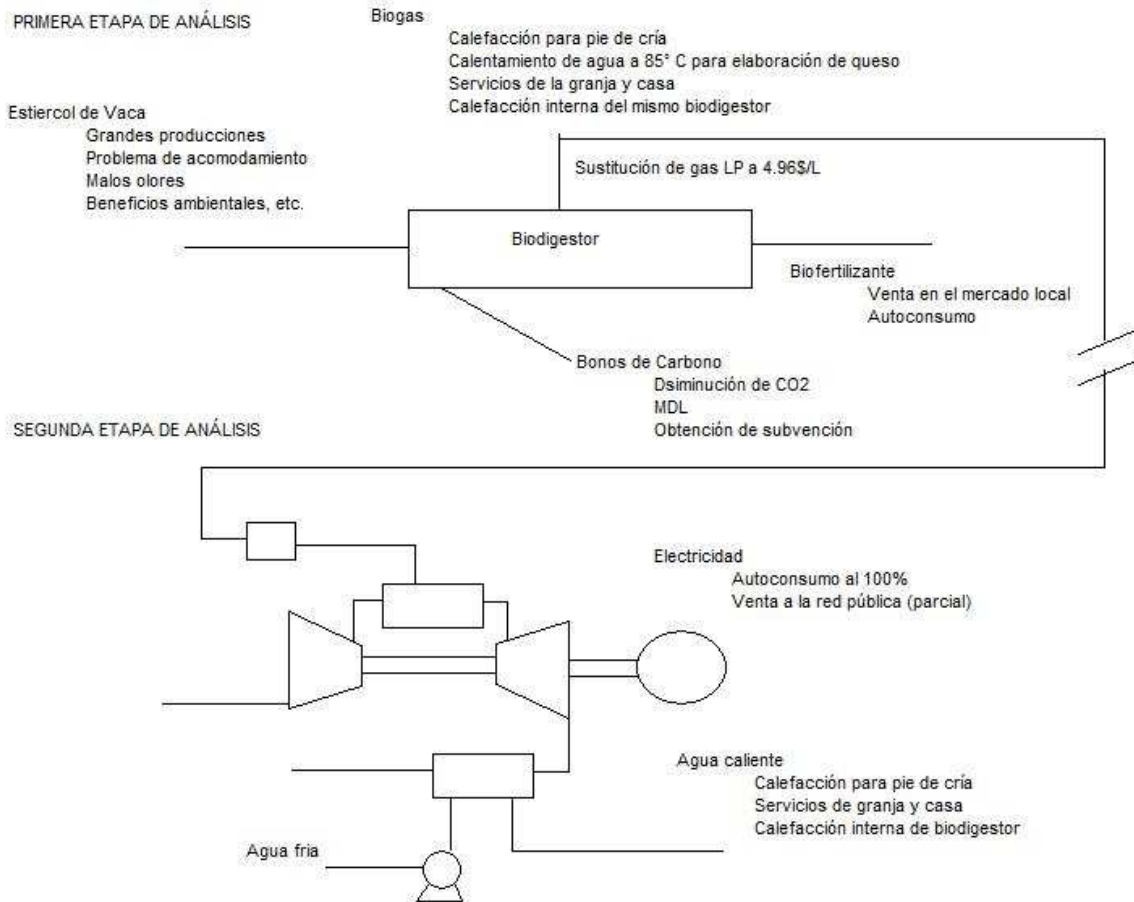 PRIMERA ETAPA DE ANÁLISIS
Biogas
Calefacción para pie de cría
Calentamiento de agua a 85° C para elaboración de queso
Servicios de la granja y casa
Calefacción interna del mismo biodigestor
Estiercol de Vaca
Grandes producciones
Problema de acomodamiento
Malos olores
Beneficios ambientales, etc.
Sustitución de gas LP a 4.96$/L
Biodigestor
Biofertilizante
Venta en el mercado local
Autoconsumo
Bonos de Carbono
Dsiminución de CO2
MDL
Obtención de subvención
SEGUNDA ETAPA DE ANÁLISIS
Electricidad
Autoconsumo al 100%
Venta a la red pública (parcial)
Agua caliente
Calefacción para pie de cría
Servicios de granja y casa
Calefacción interna de biodigestor
Agua fria